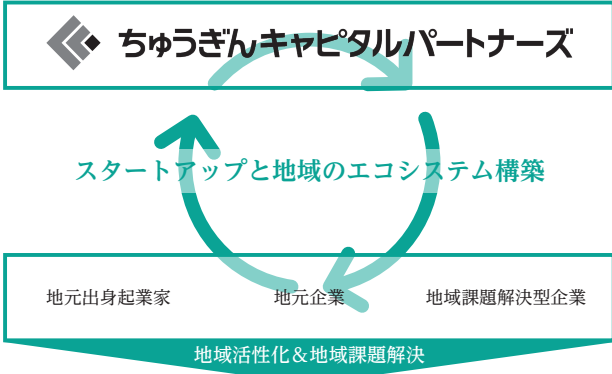 ちゅうぎんキャピタルパートナーズ
スタートアップと地域のエコシステム構築
地元出身起業家 地元企業 地域課題解決型企業
地域活性化&地域課題解決